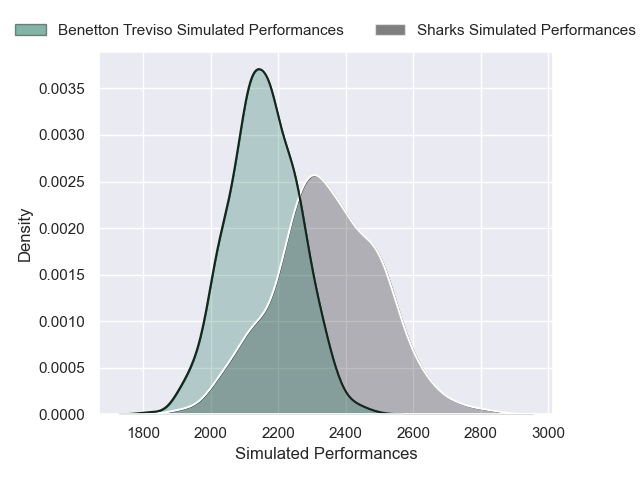 Benetton Treviso Simulated Performances
Sharks Simulated Performances
Density
0.0035
0.0030
0.0025
0.0020
0.0015
0.0010
0.0005
0.0000
1800 2000 2200 2400 2600 2800 3000
Simulated Performances